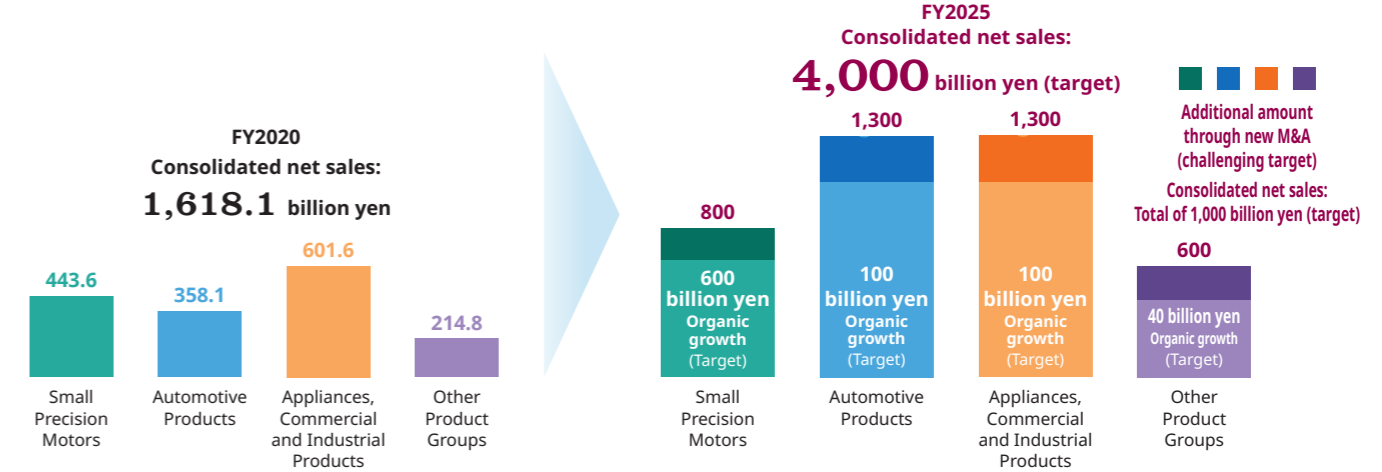 FY2020
Consolidated net sales:
1,618.1 billion yen
443.6
358.1
601.6
214.8
Small
Precision
Motors
Automotive
Products
Appliances,
Commercial
and Industrial
Products
Other
Product
Groups
FY2025
Consolidated net sales:
4,000 billion yen (target)
800
1,300
1,300
600
600
billion yen
Organic
growth
(Target)
100
billion yen
Organic
growth
(Target)
100
billion yen
Organic
growth
(Target)
40 billion yen
Organic growth
(Target)
Small
Precision
Motors
Automotive
Products
Appliances,
Commercial
and Industrial
Products
Other
Product
Groups
Additional amount
through new M&A
(challenging target)
Consolidated net sales:
Total of 1,000 billion yen (target)